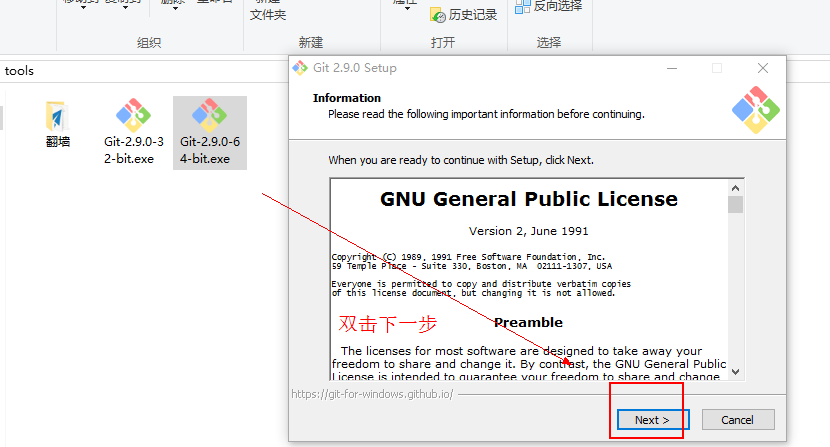 移动到 复制到 删除 重命名 新建
文件夹 属性 历史记录 反向选择
组织 新建 打开 选择
tools
翻墙
Git-2.9.0-3
2-bit.exe
Git-2.9.0-6
4-bit.exe
Git 2.9.0 Setup
Information
Please read the following important information before continuing.
When you are ready to continue with Setup, click Next.
GNU General Public License
Version 2, June 1991
Copyright (C) 1989, 1991 Free Software Foundation, Inc.
59 Temple Place - Suite 330, Boston, MA  02111-1307, USA
Everyone is permitted to copy and distribute verbatim copies
of this license document, but changing it is not allowed.
双击下一步
Preamble
The licenses for most software are designed to take away your
freedom to share and change it. By contrast, the GNU General Public
License is intended to guarantee your freedom to share and change
https://git-for-windows.github.io/
Next >
Cancel